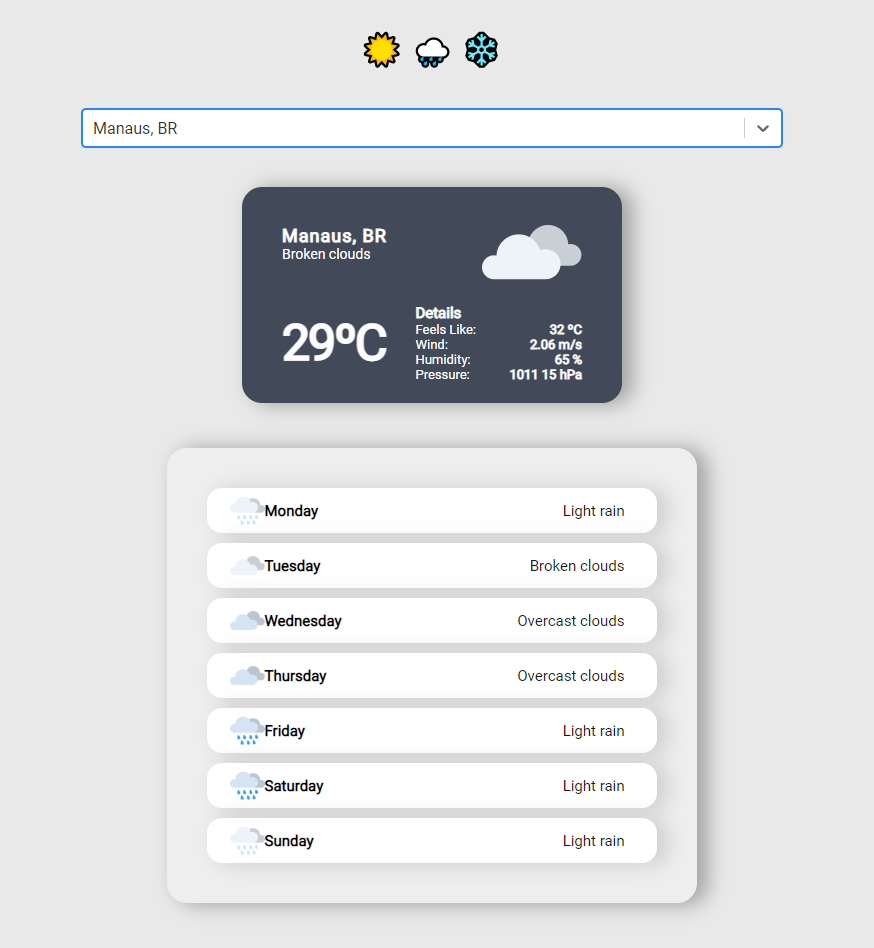 Manaus, BR
Manaus, BR
Broken clouds
29ºC
Details
Feels Like: 32 ºC
Wind: 2.06 m/s
Humidity: 65 %
Pressure: 1011 15 hPa
Monday Light rain
Tuesday Broken clouds
Wednesday Overcast clouds
Thursday Overcast clouds
Friday Light rain
Saturday Light rain
Sunday Light rain